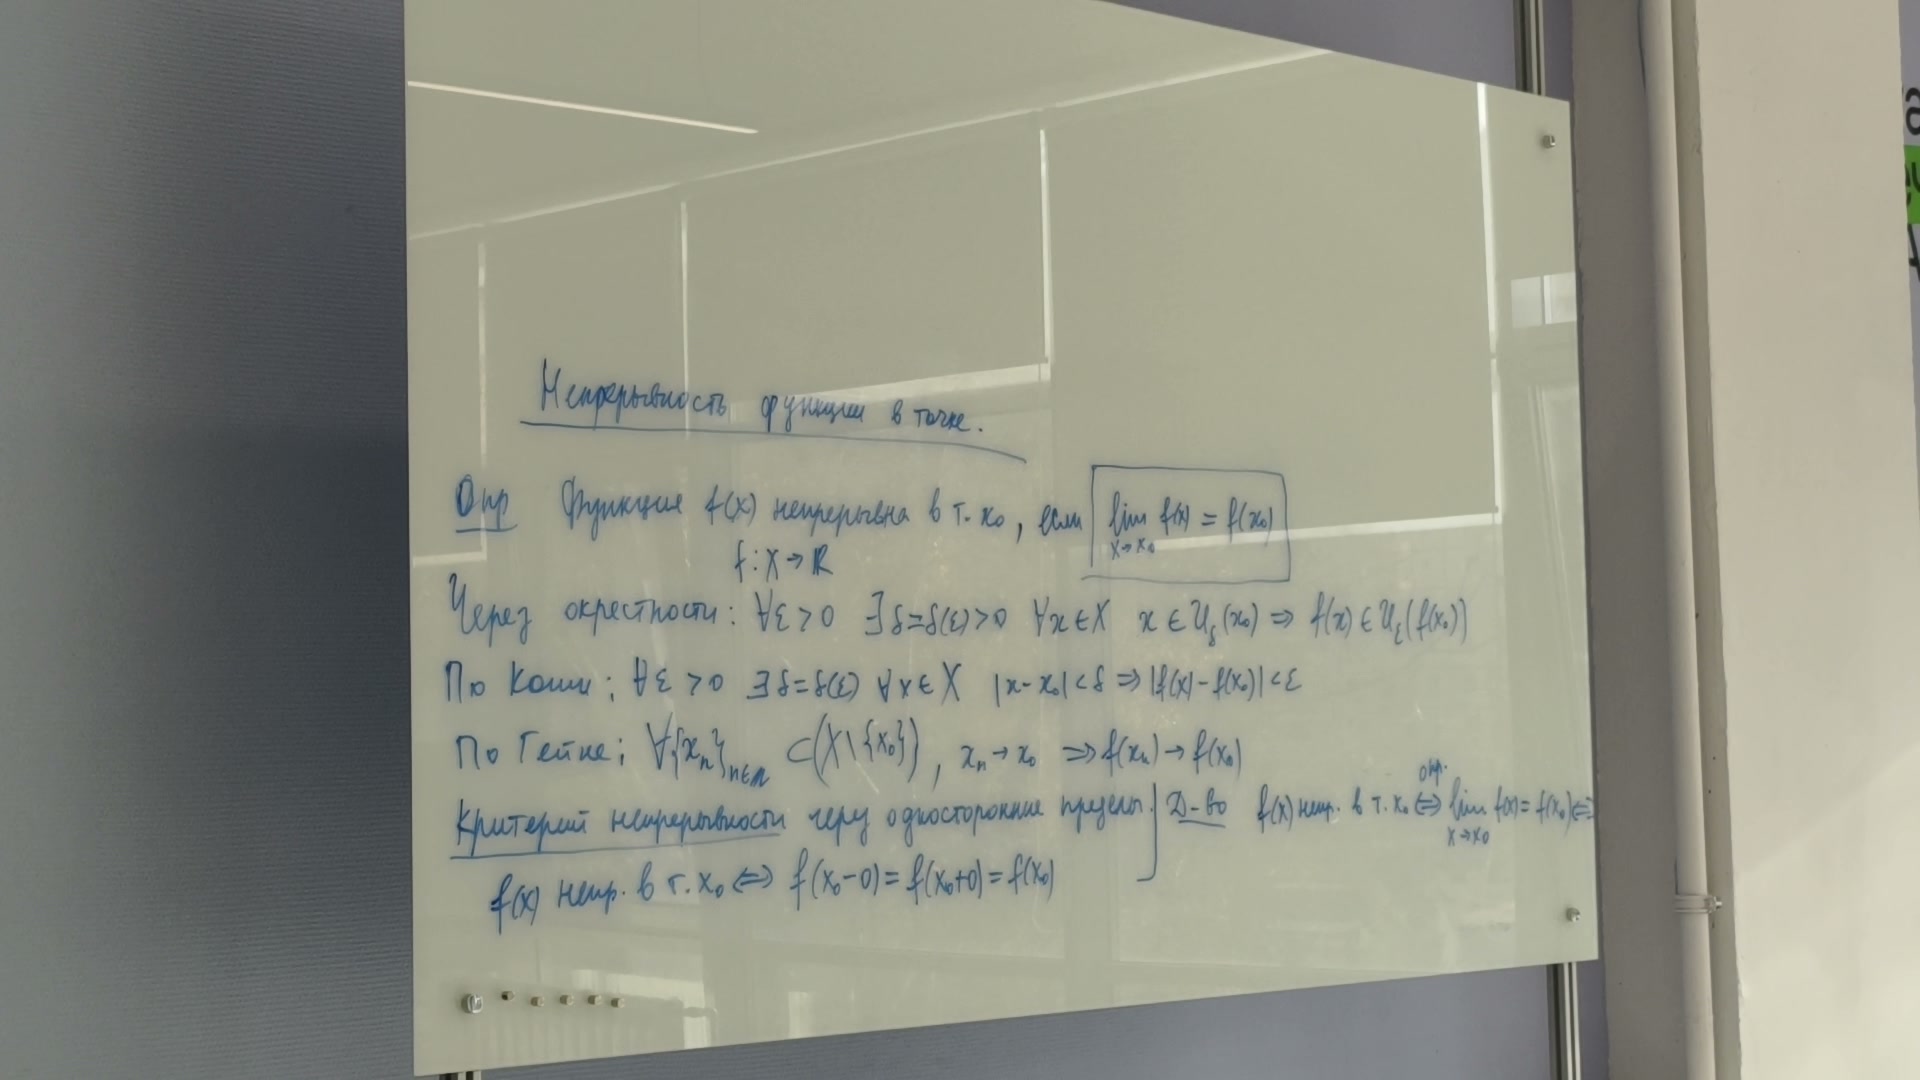 Непрерывность функции в точке.
Опр Функция f(x) непрерывна в т. x₀, если lim f(x) = f(x₀)
x→x₀
f: X → ℝ
Через окрестности: ∀ε>0 ∃δ=δ(ε)>0 ∀x∈X x∈U_δ(x₀) ⇒ f(x)∈U_ε(f(x₀))
По Коши: ∀ε>0 ∃δ=δ(ε) ∀x∈X |x-x₀|<δ ⇒ |f(x)-f(x₀)|<ε
По Гейне: ∀{xₙ}ₙ∈ℕ ⊂(X\{x₀}), xₙ→x₀ ⇒ f(xₙ)→f(x₀)
Критерий непрерывности через односторонние пределы.
f(x) непр. в т. x₀ ⇔ f(x₀-0) = f(x₀+0) = f(x₀)
Д-во f(x) непр. в т. x₀ ⇔ опр. lim f(x) = f(x₀) ⇔
x→x₀